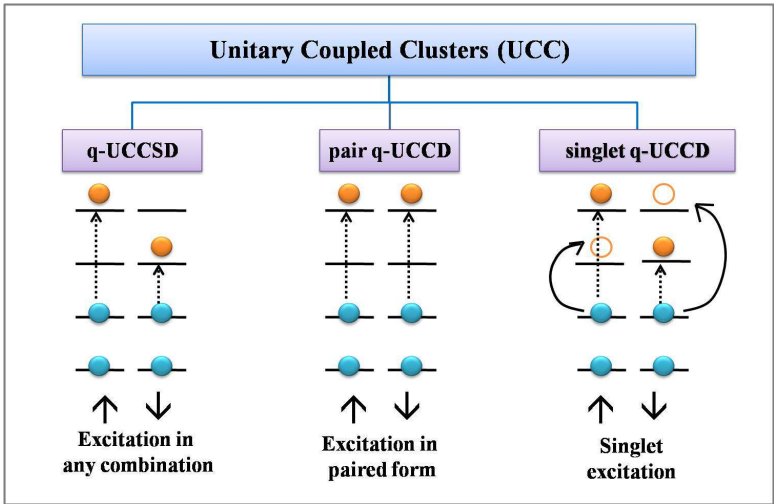 Unitary Coupled Clusters (UCC)
q-UCCSD
pair q-UCCD
singlet q-UCCD
Excitation in
any combination
Excitation in
paired form
Singlet
excitation